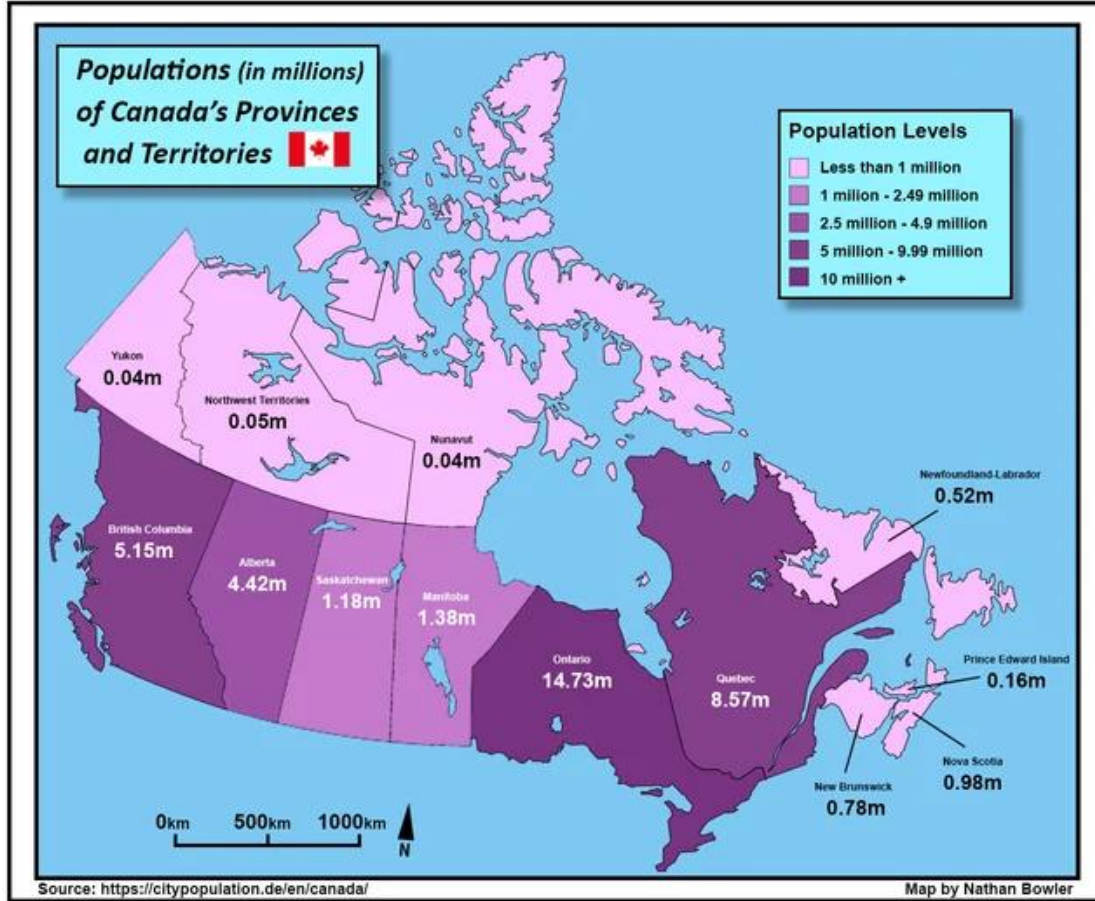 Populations (in millions)
of Canada's Provinces
and Territories
Population Levels
Less than 1 million
1 milion - 2.49 million
2.5 million - 4.9 million
5 million - 9.99 million
10 million +
Yukon
0.04m
Northwest Territories
0.05m
Nunavut
0.04m
Newfoundland-Labrador
0.52m
British Columbia
5.15m
Alberta
4.42m
Saskatchewan
1.18m
Manitoba
1.38m
Ontario
14.73m
Quebec
8.57m
Prince Edward Island
0.16m
Nova Scotia
0.98m
New Brunswick
0.78m
0km 500km 1000km
N
Source: https://citypopulation.de/en/canada/
Map by Nathan Bowler